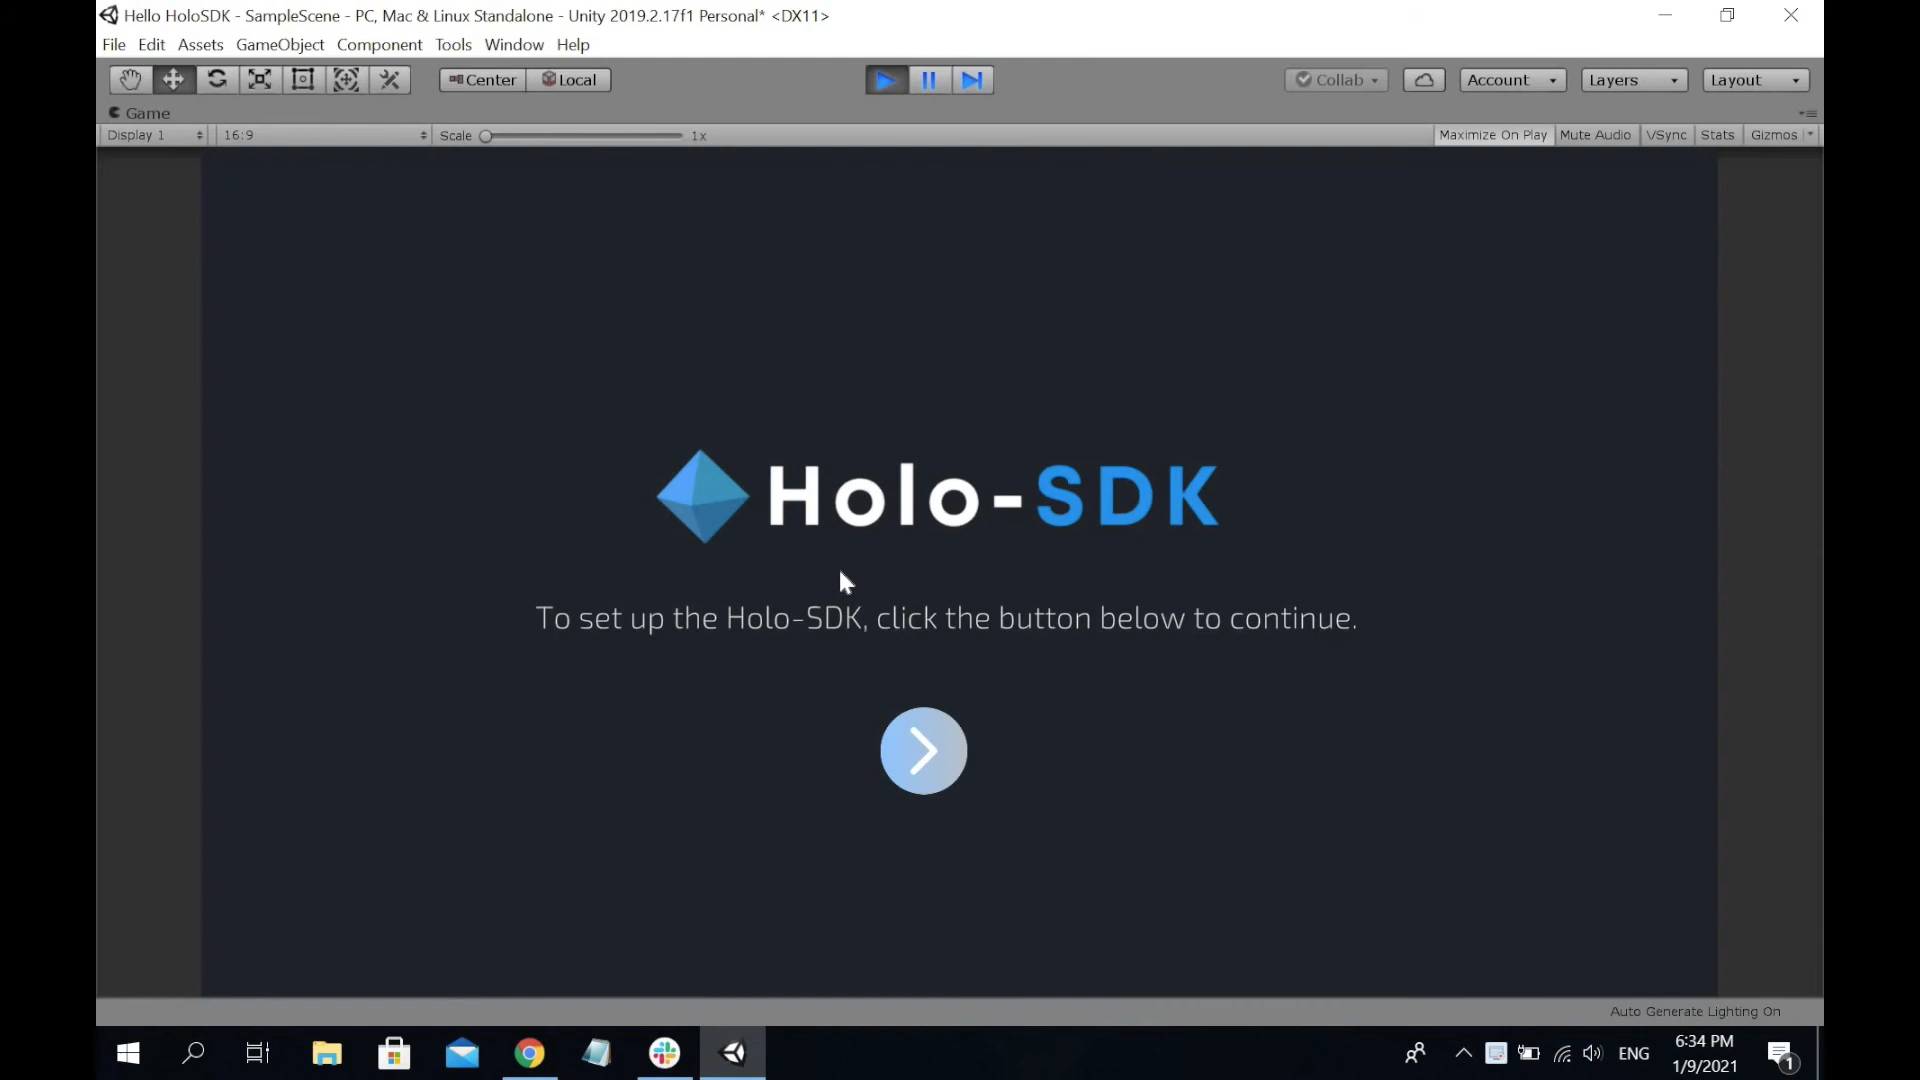 Hello HoloSDK - SampleScene - PC, Mac & Linux Standalone - Unity 2019.2.17f1 Personal* <DX11>
File Edit Assets GameObject Component Tools Window Help
Center Local Collab Account Layers Layout
Game
Display 1 16:9 Scale 1x Maximize On Play Mute Audio VSync Stats Gizmos
Holo-SDK
To set up the Holo-SDK, click the button below to continue.
Auto Generate Lighting On
ENG 6:34 PM
1/9/2021
1